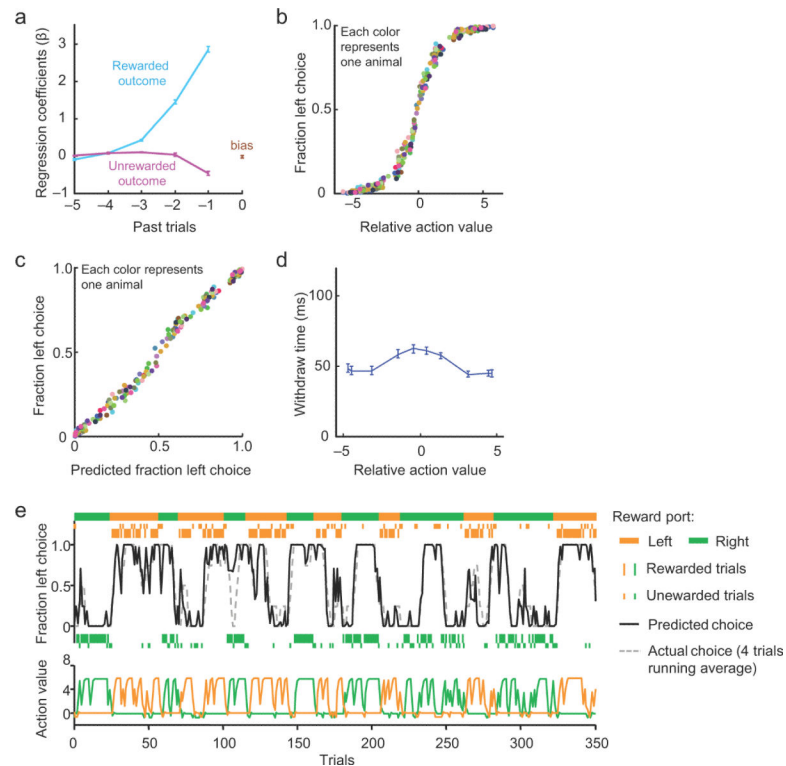 a
Regression coefficients (β)
3
2
1
0
−1
Rewarded
outcome
Unrewarded
outcome
bias
−5 −4 −3 −2 −1 0
Past trials
b
Each color
represents
one animal
Fraction left choice
1.0
0.5
0
−5 0 5
Relative action value
c
Each color represents
one animal
Fraction left choice
1.0
0.5
0
0 0.5 1.0
Predicted fraction left choice
d
Withdraw time (ms)
100
50
0
−5 0 5
Relative action value
e
Fraction left choice
1.0
0.5
0
Action value
8
4
0
0 50 100 150 200 250 300 350
Trials
Reward port:
Left Right
Rewarded trials
Unewarded trials
Predicted choice
Actual choice (4 trials
running average)